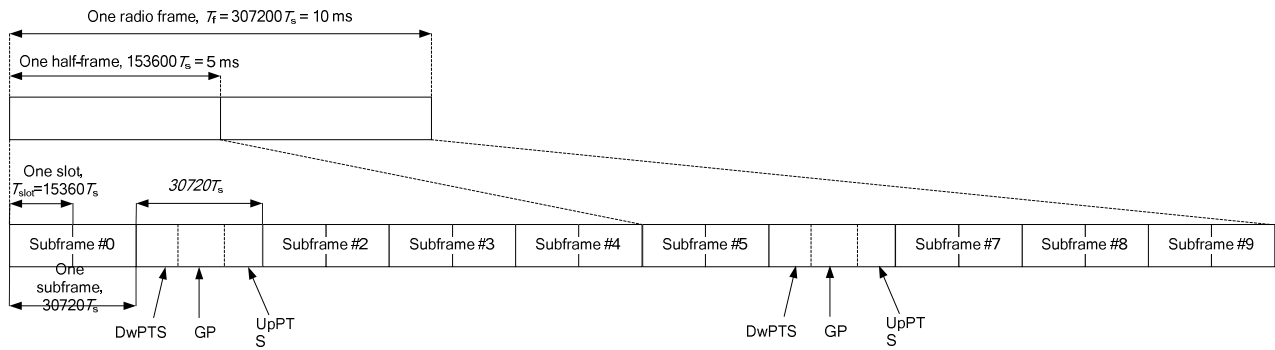 One radio frame, Tf = 307200Ts = 10 ms
One half-frame, 153600Ts = 5 ms
One slot,
Tslot=15360Ts
30720Ts
Subframe #0
Subframe #2
Subframe #3
Subframe #4
Subframe #5
Subframe #7
Subframe #8
Subframe #9
One
subframe,
30720Ts
DwPTS
GP
UpPT
S
DwPTS
GP
UpPT
S